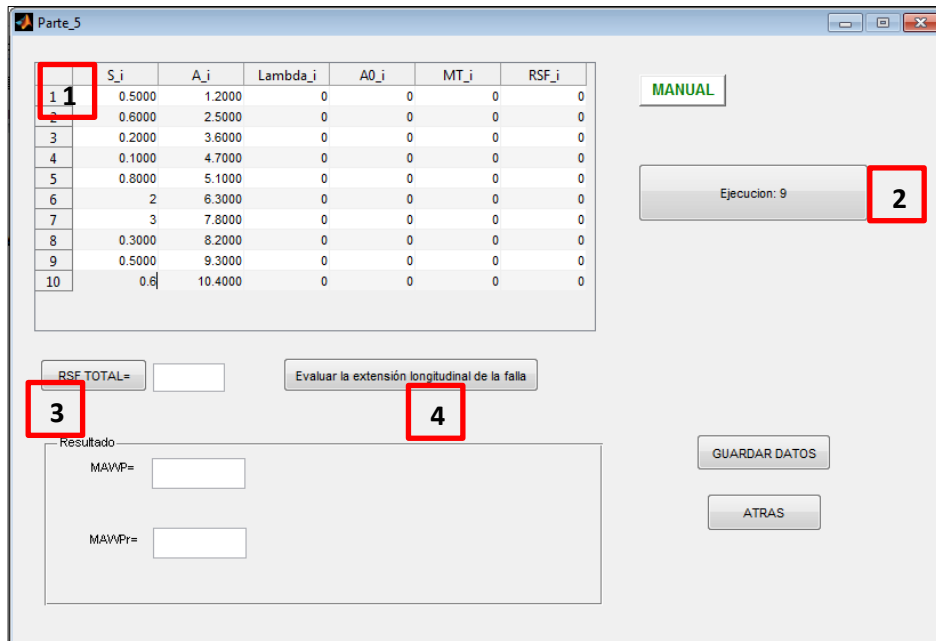 Parte_5
S_i A_i Lambda_i A0_i MT_i RSF_i
1 1 0.5000 1.2000 0 0 0 0
2 0.6000 2.5000 0 0 0 0
3 0.2000 3.6000 0 0 0 0
4 0.1000 4.7000 0 0 0 0
5 0.8000 5.1000 0 0 0 0
6 2 6.3000 0 0 0 0
7 3 7.8000 0 0 0 0
8 0.3000 8.2000 0 0 0 0
9 0.5000 9.3000 0 0 0 0
10 0.6 10.4000 0 0 0 0
MANUAL
Ejecucion: 9
2
RSF TOTAL=
Evaluar la extensión longitudinal de la falla
3
4
Resultado
MAWP=
MAWPr=
GUARDAR DATOS
ATRAS